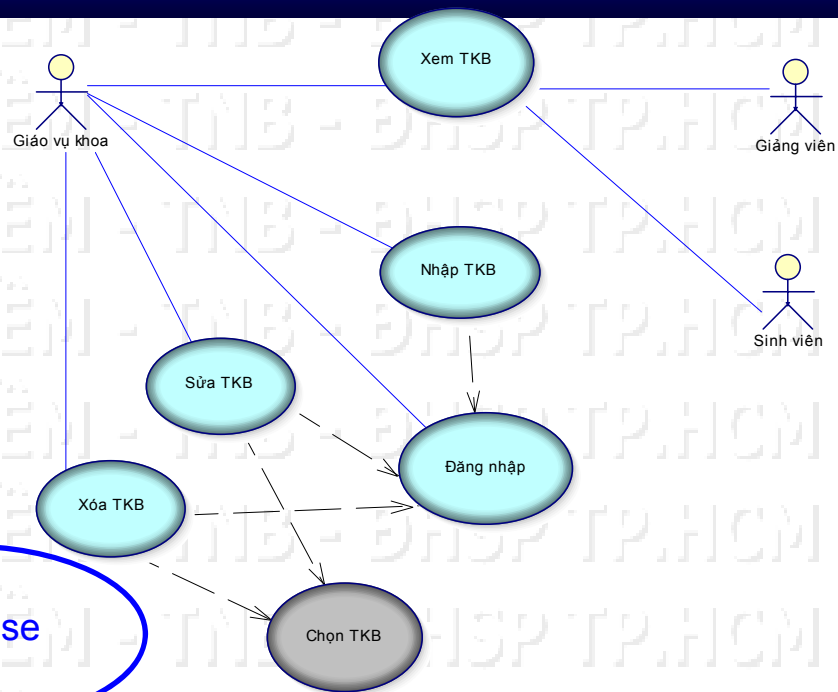 Xem TKB
Giáo vụ khoa
Giảng viên
Nhập TKB
Sinh viên
Sửa TKB
Đăng nhập
Xóa TKB
se
Chọn TKB